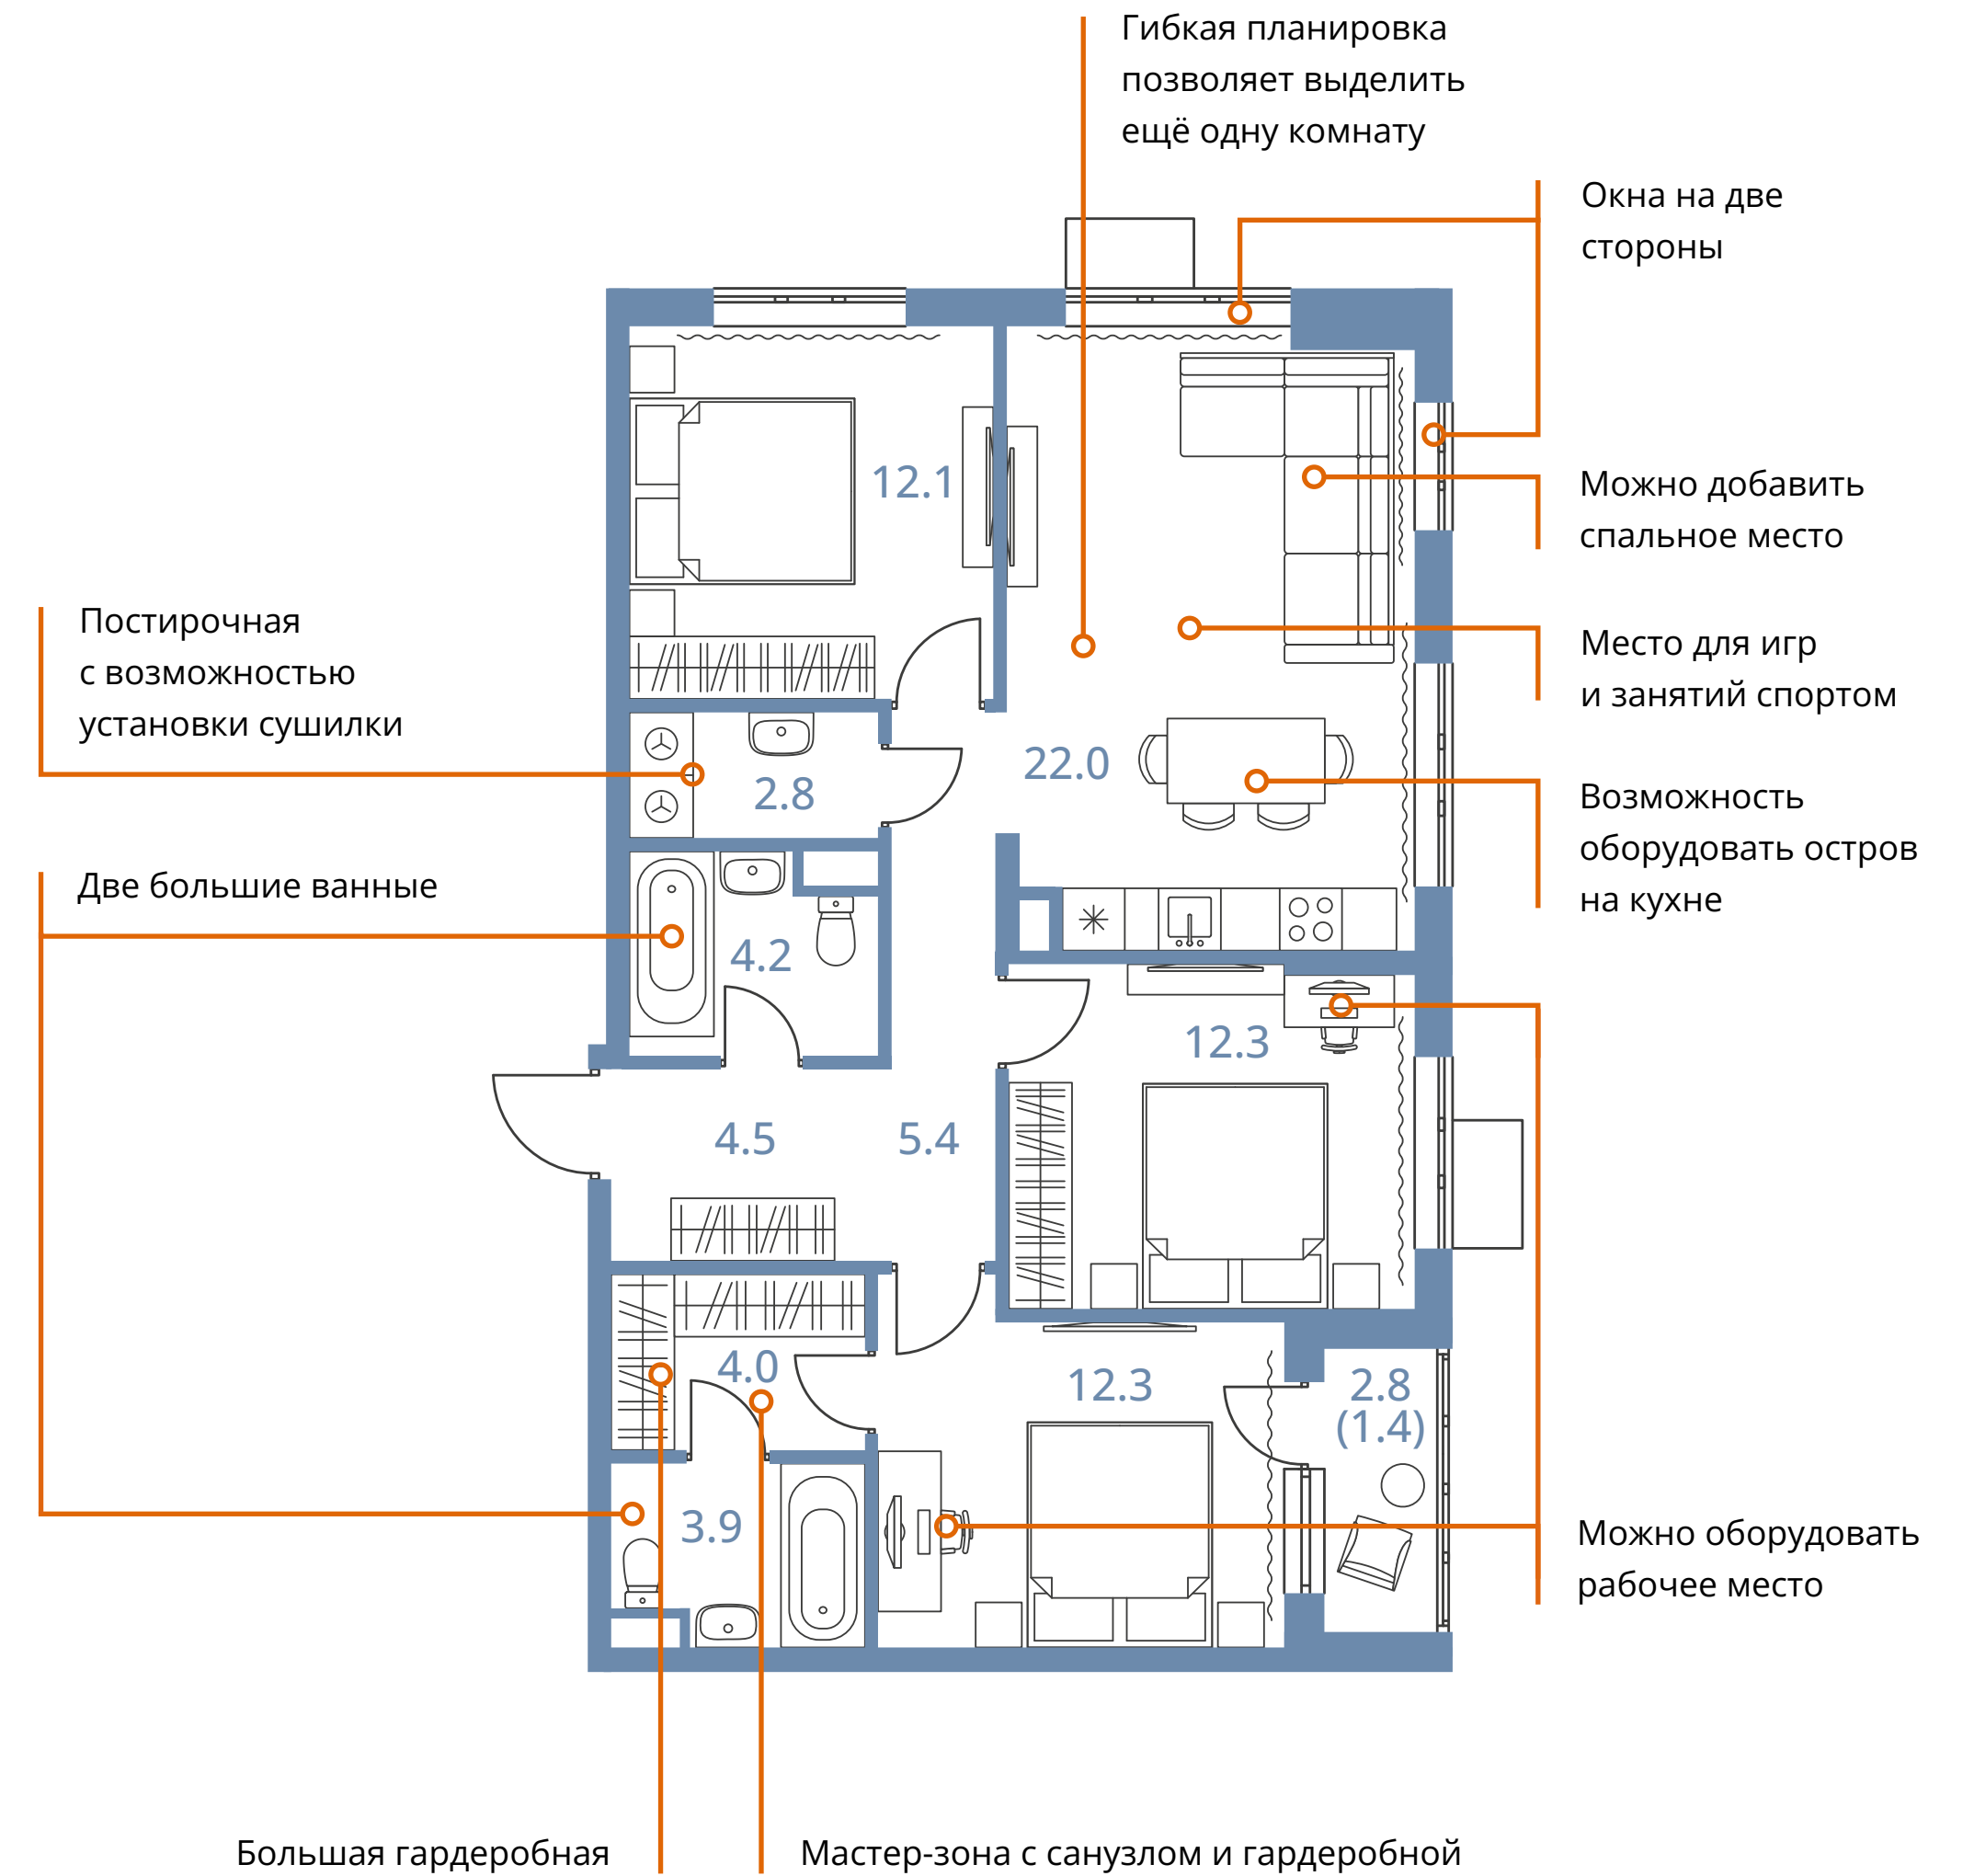 Гибкая планировка
позволяет выделить
ещё одну комнату
Окна на две
стороны
Можно добавить
спальное место
Место для игр
и занятий спортом
Возможность
оборудовать остров
на кухне
Постирочная
с возможностью
установки сушилки
Две большие ванные
12.1
22.0
2.8
4.2
12.3
4.5
5.4
4.0
12.3
2.8
(1.4)
3.9
Можно оборудовать
рабочее место
Большая гардеробная
Мастер-зона с санузлом и гардеробной